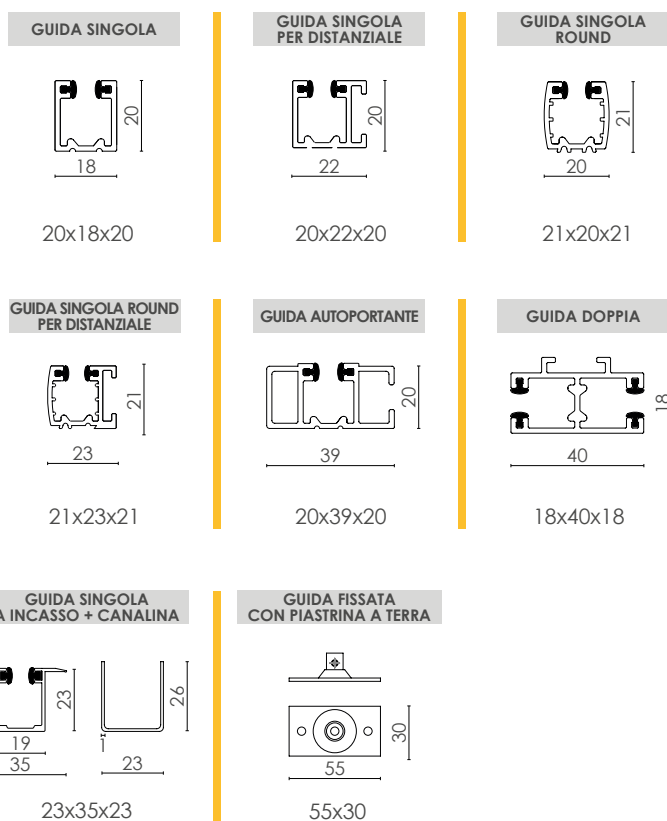 GUIDA SINGOLA
20
18
20x18x20
GUIDA SINGOLA
PER DISTANZIALE
20
22
20x22x20
GUIDA SINGOLA
ROUND
21
20
21x20x21
GUIDA SINGOLA ROUND
PER DISTANZIALE
21
23
21x23x21
GUIDA AUTOPORTANTE
20
39
20x39x20
GUIDA DOPPIA
18
40
18x40x18
GUIDA SINGOLA
A INCASSO + CANALINA
23
19
35
26
1
23
23x35x23
GUIDA FISSATA
CON PIASTRINA A TERRA
30
55
55x30